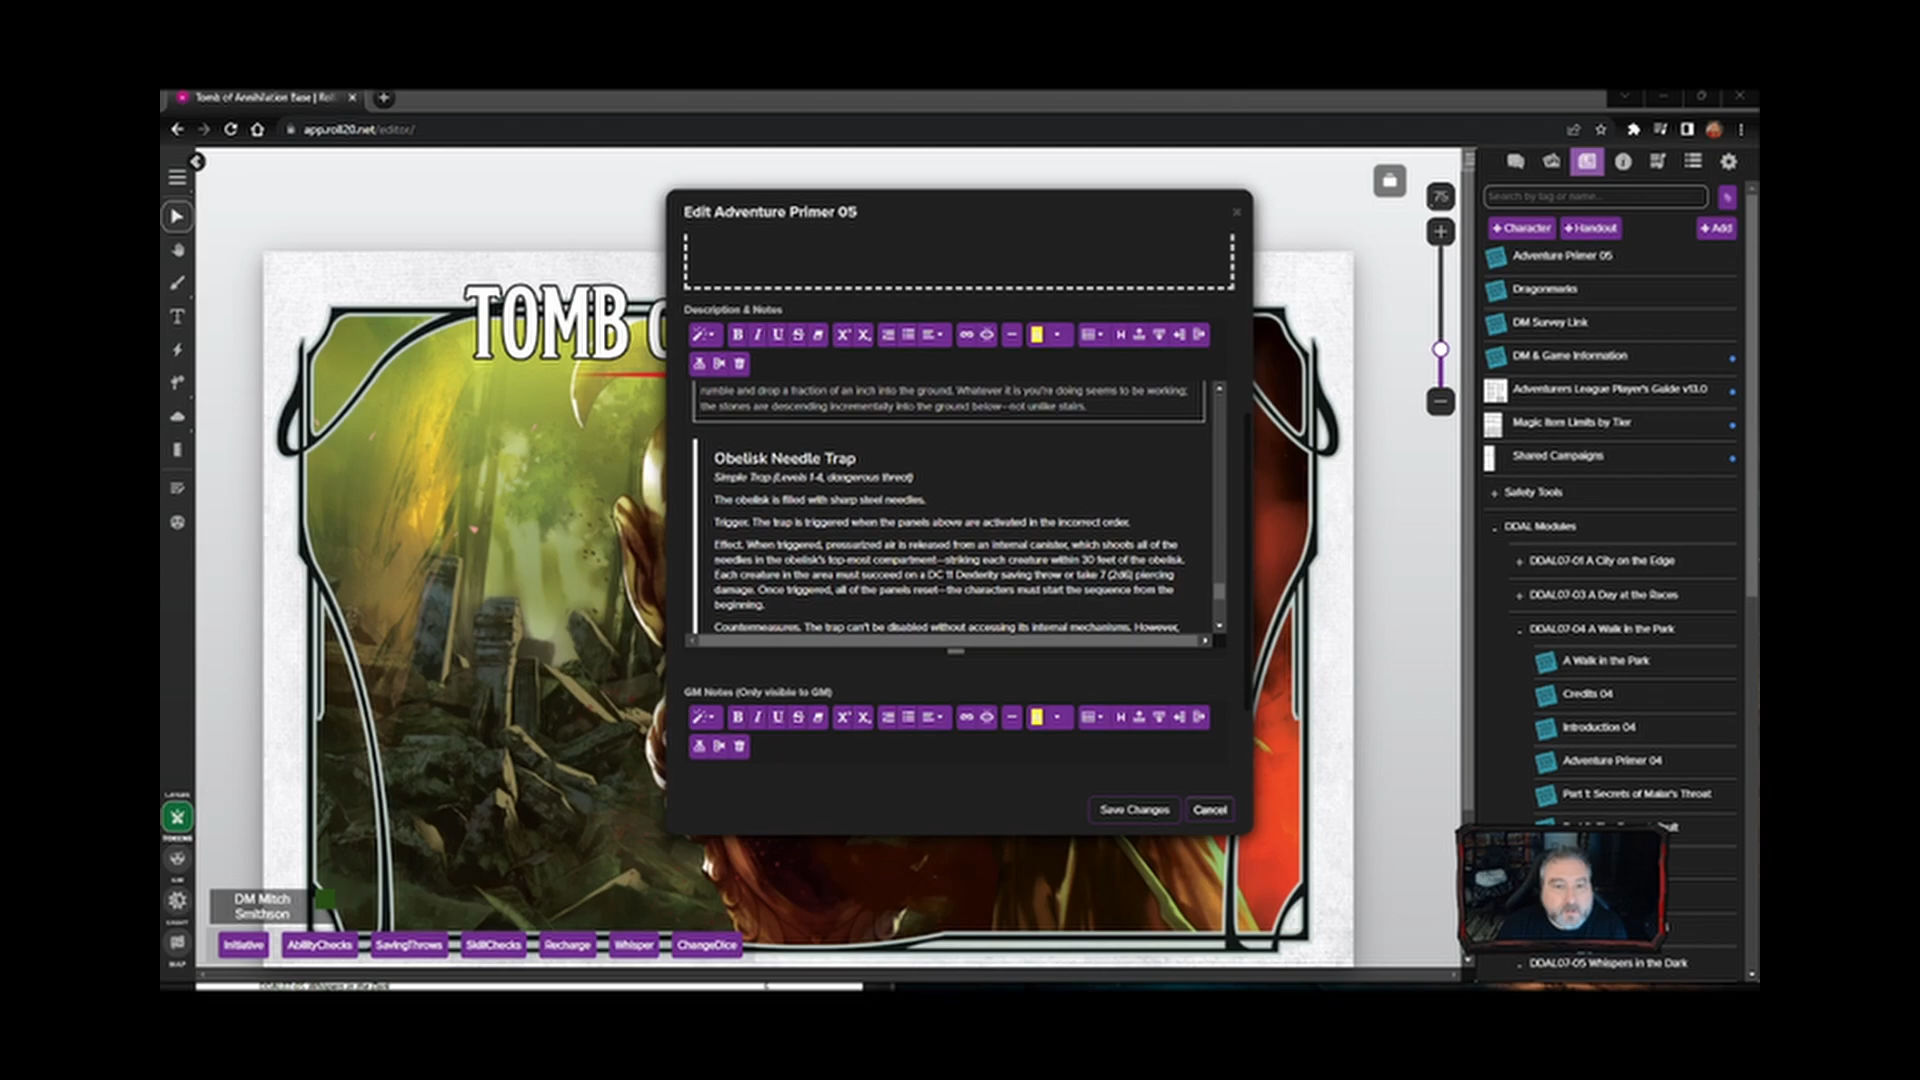 Tomb of Annihilation Base | Rol
app.roll20.net/editor/
75
Search by tag or name...
Character
Handout
Add
Adventure Primer 05
Dragonmarks
DM Survey Link
DM & Game Information
Adventurers League Player's Guide v13.0
Magic Item Limits by Tier
Shared Campaigns
+ Safety Tools
- DDAL Modules
+ DDAL07-01 A City on the Edge
+ DDAL07-03 A Day at the Races
- DDAL07-04 A Walk in the Park
A Walk in the Park
Credits 04
Introduction 04
Adventure Primer 04
Part 1: Secrets of Malar's Throat
- DDAL07-05 Whispers in the Dark
TOMB
Edit Adventure Primer 05
Description & Notes
rumble and drop a fraction of an inch into the ground. Whatever it is you're doing seems to be working;
the stones are descending incrementally into the ground below—not unlike stairs.
Obelisk Needle Trap
Simple Trap (Levels 1-4, dangerous threat)
The obelisk is filled with sharp steel needles.
Trigger. The trap is triggered when the panels above are activated in the incorrect order.
Effect. When triggered, pressurized air is released from an internal canister, which shoots all of the
needles in the obelisk's top-most compartment—striking each creature within 30 feet of the obelisk.
Each creature in the area must succeed on a DC 11 Dexterity saving throw or take 7 (2d6) piercing
damage. Once triggered, all of the panels reset—the characters must start the sequence from the
beginning.
Countermeasures. The trap can't be disabled without accessing its internal mechanisms. However,
GM Notes (Only visible to GM)
Save Changes
Cancel
TOKENS
LIGHT
MAP
DM Mitch
Smithson
Initiative
AbilityChecks
SavingThrows
SkillChecks
Recharge
Whisper
ChangeDice